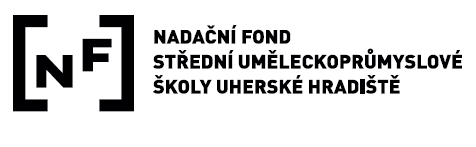 NF
NADAČNÍ FOND
STŘEDNÍ UMĚLECKOPRŮMYSLOVÉ
ŠKOLY UHERSKÉ HRADIŠTĚ